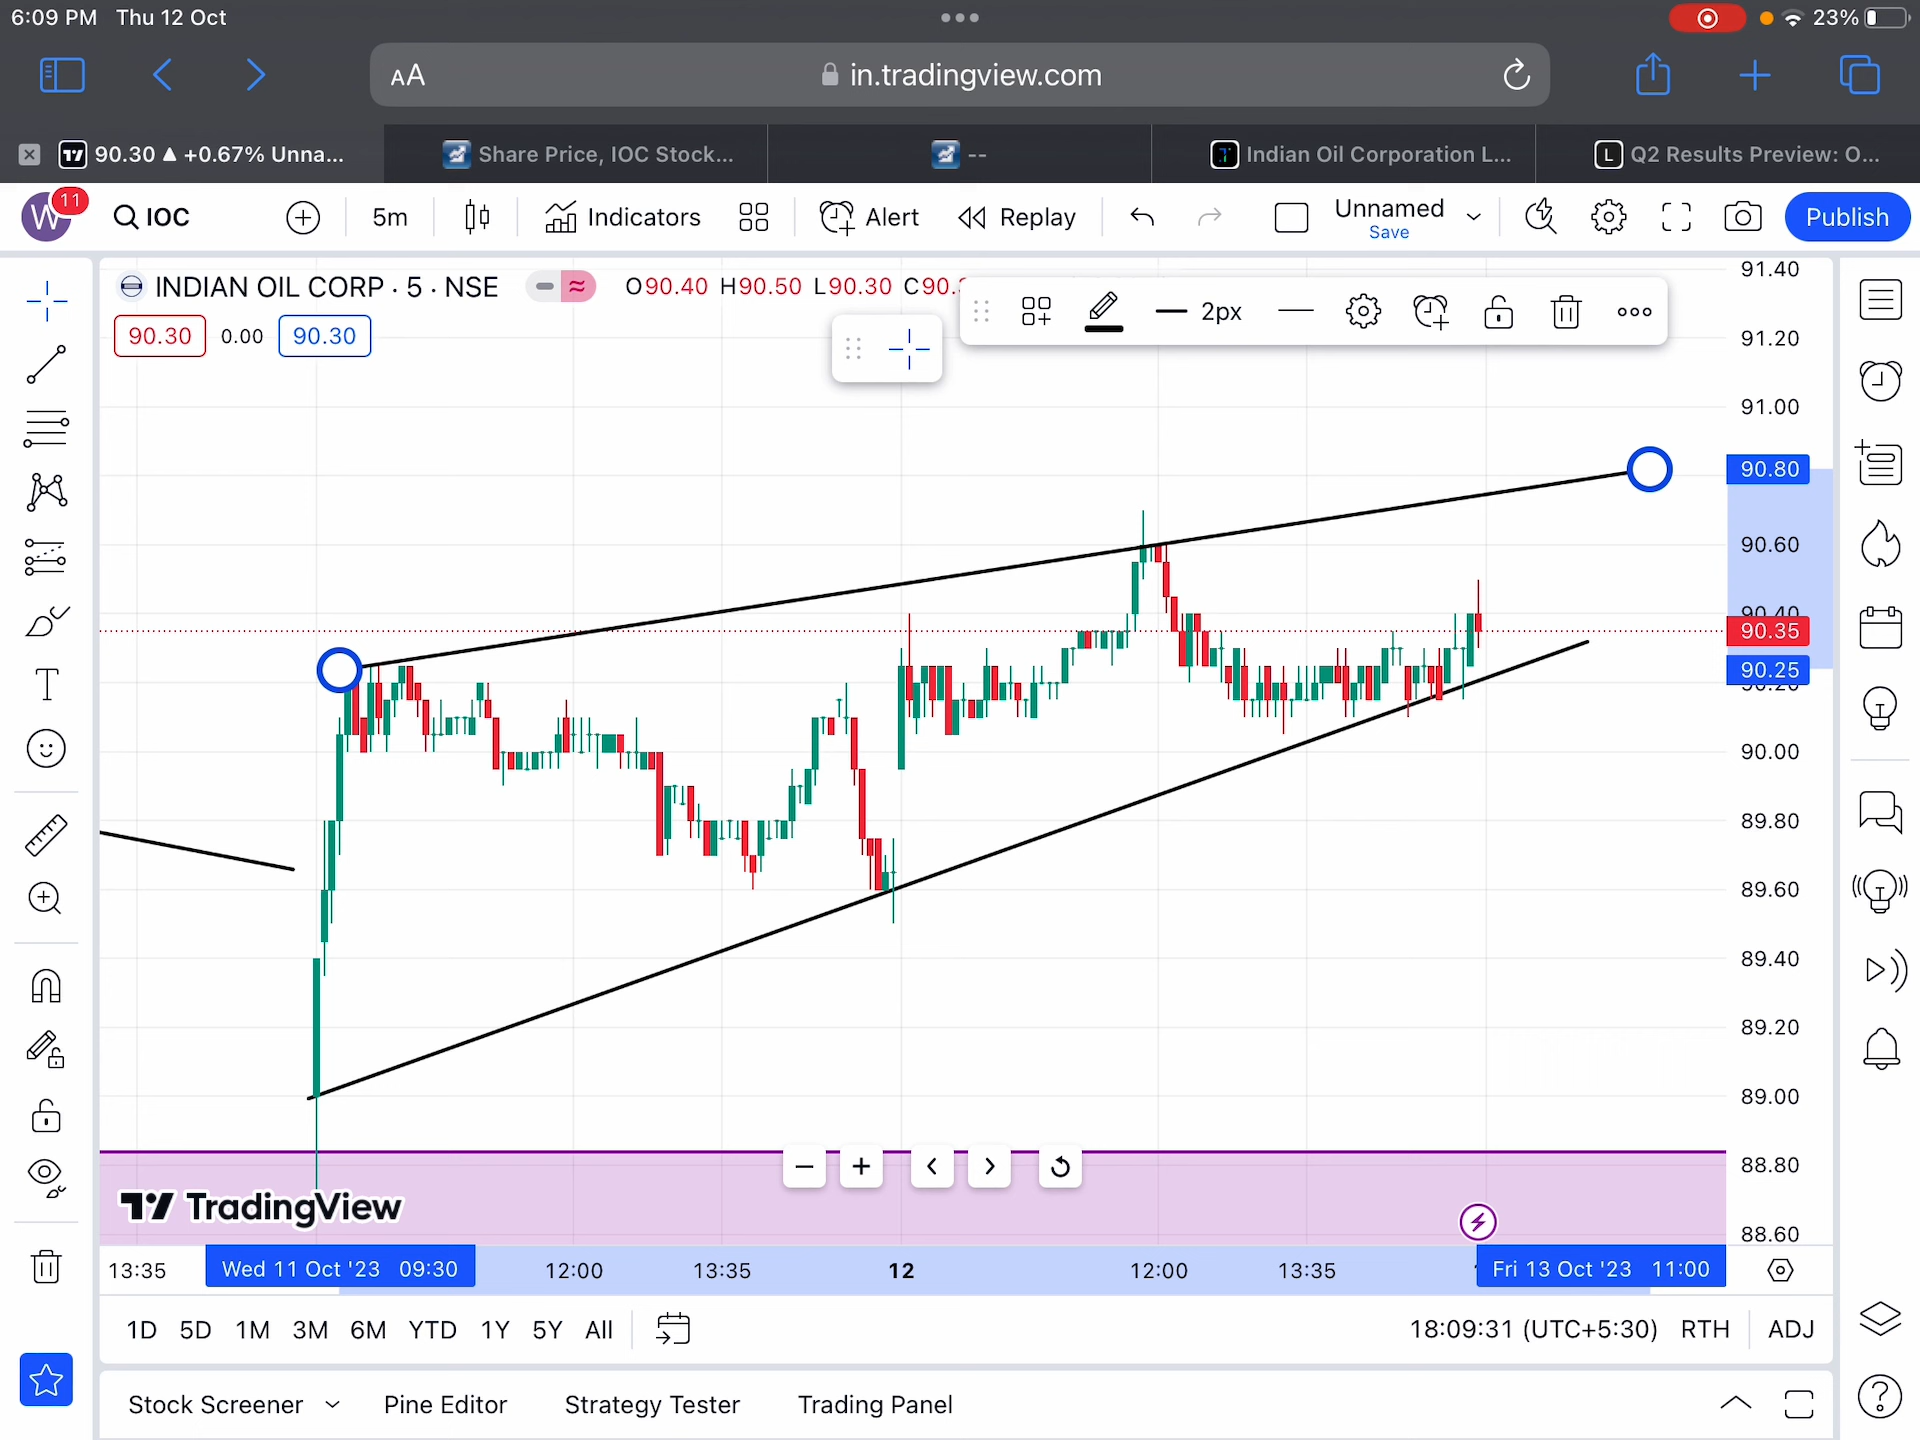 6:09 PM Thu 12 Oct
23%
AA in.tradingview.com
90.30 ▲ +0.67% Unna...
Share Price, IOC Stock...
--
Indian Oil Corporation L...
L Q2 Results Preview: O...
W 11 IOC 5m Indicators Alert Replay Unnamed Save Publish
INDIAN OIL CORP · 5 · NSE O90.40 H90.50 L90.30
90.30 0.00 90.30
2px
91.40
91.20
91.00
90.80
90.60
90.40
90.35
90.25
90.20
90.00
89.80
89.60
89.40
89.20
89.00
88.80
88.60
TradingView
13:35 Wed 11 Oct '23 09:30 12:00 13:35 12 12:00 13:35 Fri 13 Oct '23 11:00
1D 5D 1M 3M 6M YTD 1Y 5Y All 18:09:31 (UTC+5:30) RTH ADJ
Stock Screener Pine Editor Strategy Tester Trading Panel